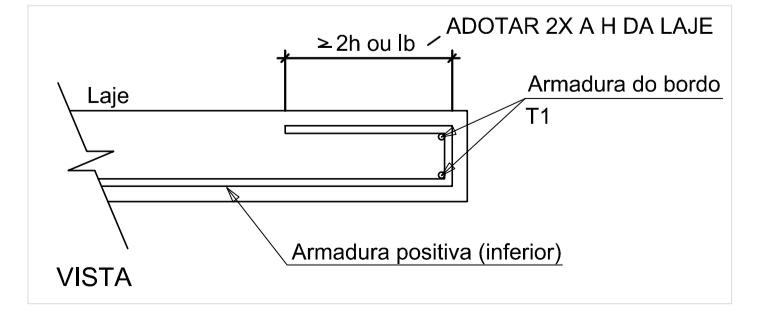 ADOTAR 2X A H DA LAJE
≥ 2h ou lb
Armadura do bordo
Laje
T1
Armadura positiva (inferior)
VISTA